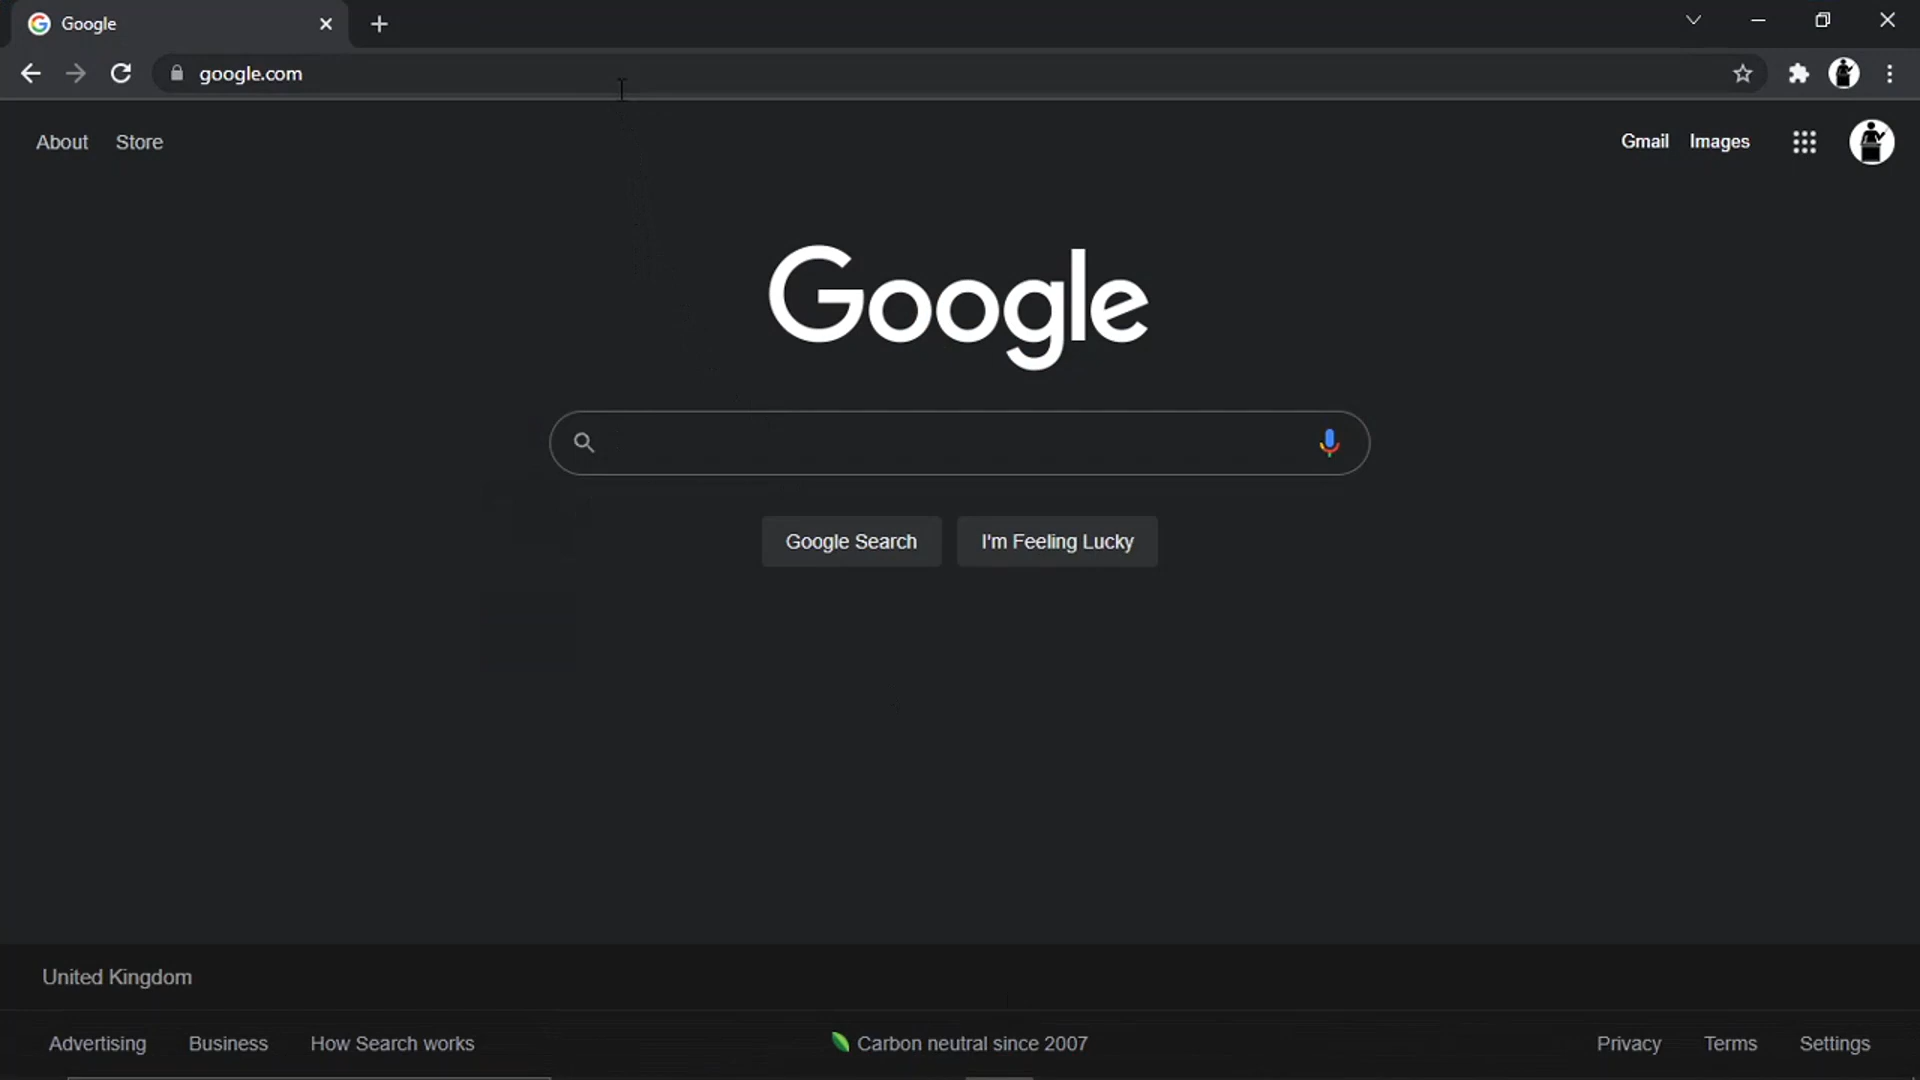 Google
google.com
About Store
Gmail Images
Google
Google Search I'm Feeling Lucky
United Kingdom
Advertising Business How Search works
Carbon neutral since 2007
Privacy Terms Settings